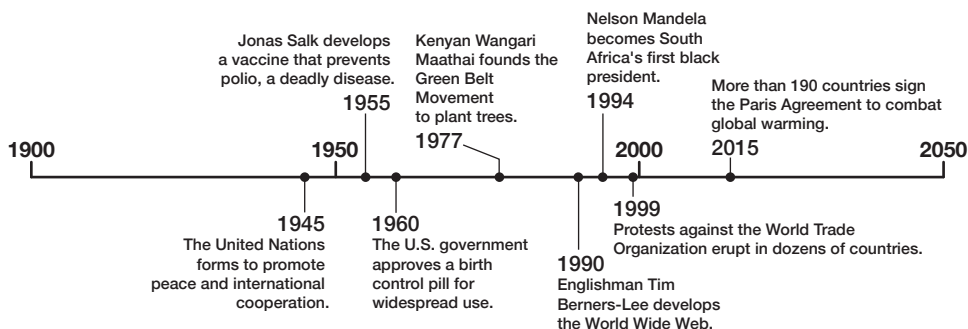 Jonas Salk develops
a vaccine that prevents
polio, a deadly disease.
1955
Kenyan Wangari
Maathai founds the
Green Belt
Movement
to plant trees.
1977
Nelson Mandela
becomes South
Africa's first black
president.
1994
More than 190 countries sign
the Paris Agreement to combat
global warming.
2015
1900
1950
2000
2050
1945
The United Nations
forms to promote
peace and international
cooperation.
1960
The U.S. government
approves a birth
control pill for
widespread use.
1990
Englishman Tim
Berners-Lee develops
the World Wide Web.
1999
Protests against the World Trade
Organization erupt in dozens of countries.